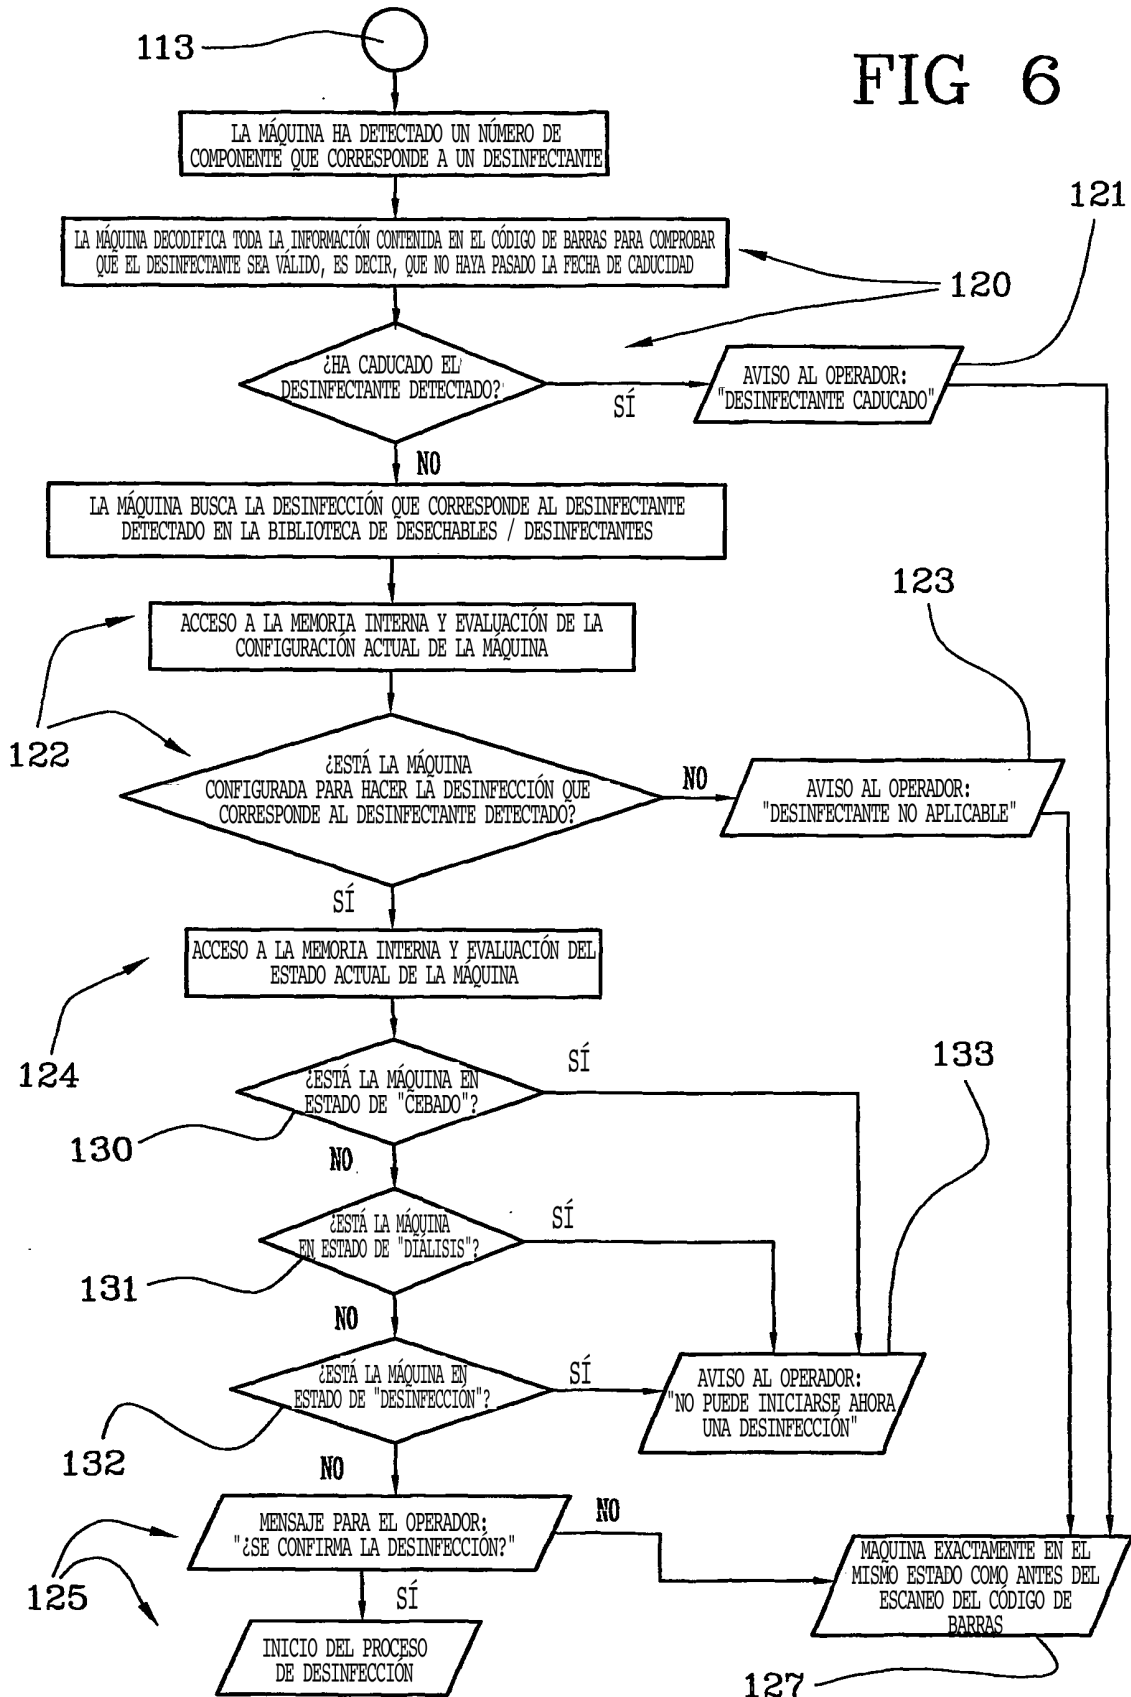 113
FIG 6
LA MÁQUINA HA DETECTADO UN NÚMERO DE
COMPONENTE QUE CORRESPONDE A UN DESINFECTANTE
121
LA MÁQUINA DECODIFICA TODA LA INFORMACIÓN CONTENIDA EN EL CÓDIGO DE BARRAS PARA COMPROBAR
QUE EL DESINFECTANTE SEA VÁLIDO, ES DECIR, QUE NO HAYA PASADO LA FECHA DE CADUCIDAD
120
¿HA CADUCADO EL
DESINFECTANTE DETECTADO?
SÍ
AVISO AL OPERADOR:
"DESINFECTANTE CADUCADO"
NO
LA MÁQUINA BUSCA LA DESINFECCIÓN QUE CORRESPONDE AL DESINFECTANTE
DETECTADO EN LA BIBLIOTECA DE DESECHABLES / DESINFECTANTES
123
ACCESO A LA MEMORIA INTERNA Y EVALUACIÓN DE LA
CONFIGURACIÓN ACTUAL DE LA MÁQUINA
122
¿ESTÁ LA MÁQUINA
CONFIGURADA PARA HACER LA DESINFECCIÓN QUE
CORRESPONDE AL DESINFECTANTE DETECTADO?
NO
AVISO AL OPERADOR:
"DESINFECTANTE NO APLICABLE"
SÍ
ACCESO A LA MEMORIA INTERNA Y EVALUACIÓN DEL
ESTADO ACTUAL DE LA MÁQUINA
124
133
¿ESTÁ LA MÁQUINA EN
ESTADO DE "CEBADO"?
SÍ
130
NO
¿ESTÁ LA MÁQUINA
EN ESTADO DE "DIÁLISIS"?
SÍ
131
NO
¿ESTÁ LA MÁQUINA EN
ESTADO DE "DESINFECCIÓN"?
SÍ
AVISO AL OPERADOR:
"NO PUEDE INICIARSE AHORA
UNA DESINFECCIÓN"
132
NO
MENSAJE PARA EL OPERADOR:
"¿SE CONFIRMA LA DESINFECCIÓN?"
NO
125
SÍ
MÁQUINA EXACTAMENTE EN EL
MISMO ESTADO COMO ANTES DEL
ESCANEO DEL CÓDIGO DE
BARRAS
INICIO DEL PROCESO
DE DESINFECCIÓN
127